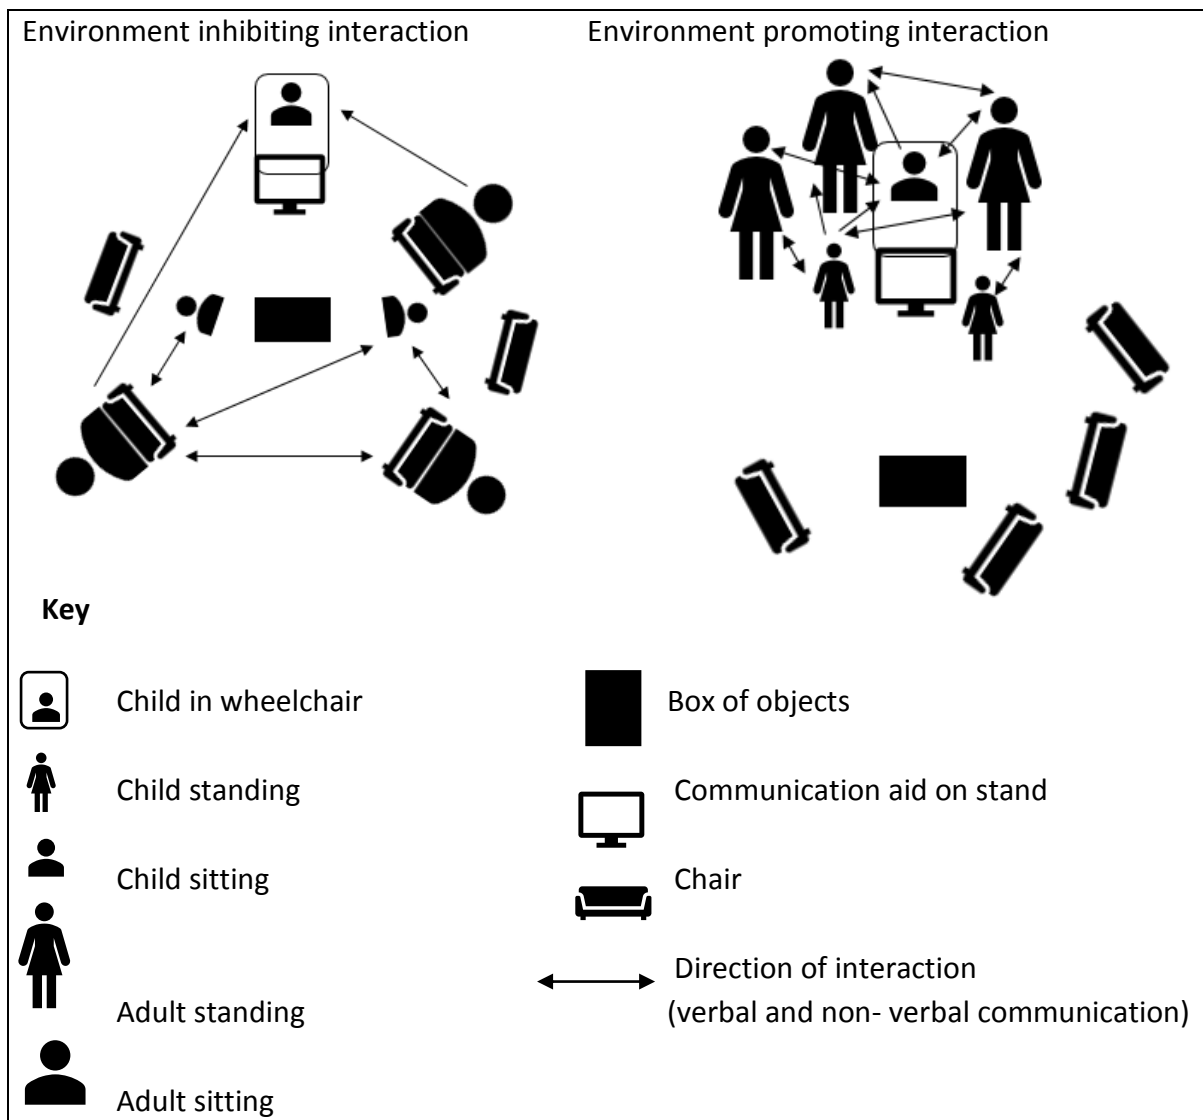 Environment inhibiting interaction
Environment promoting interaction
Key
Child in wheelchair
Box of objects
Child standing
Communication aid on stand
Child sitting
Chair
Adult standing
Direction of interaction
(verbal and non- verbal communication)
Adult sitting